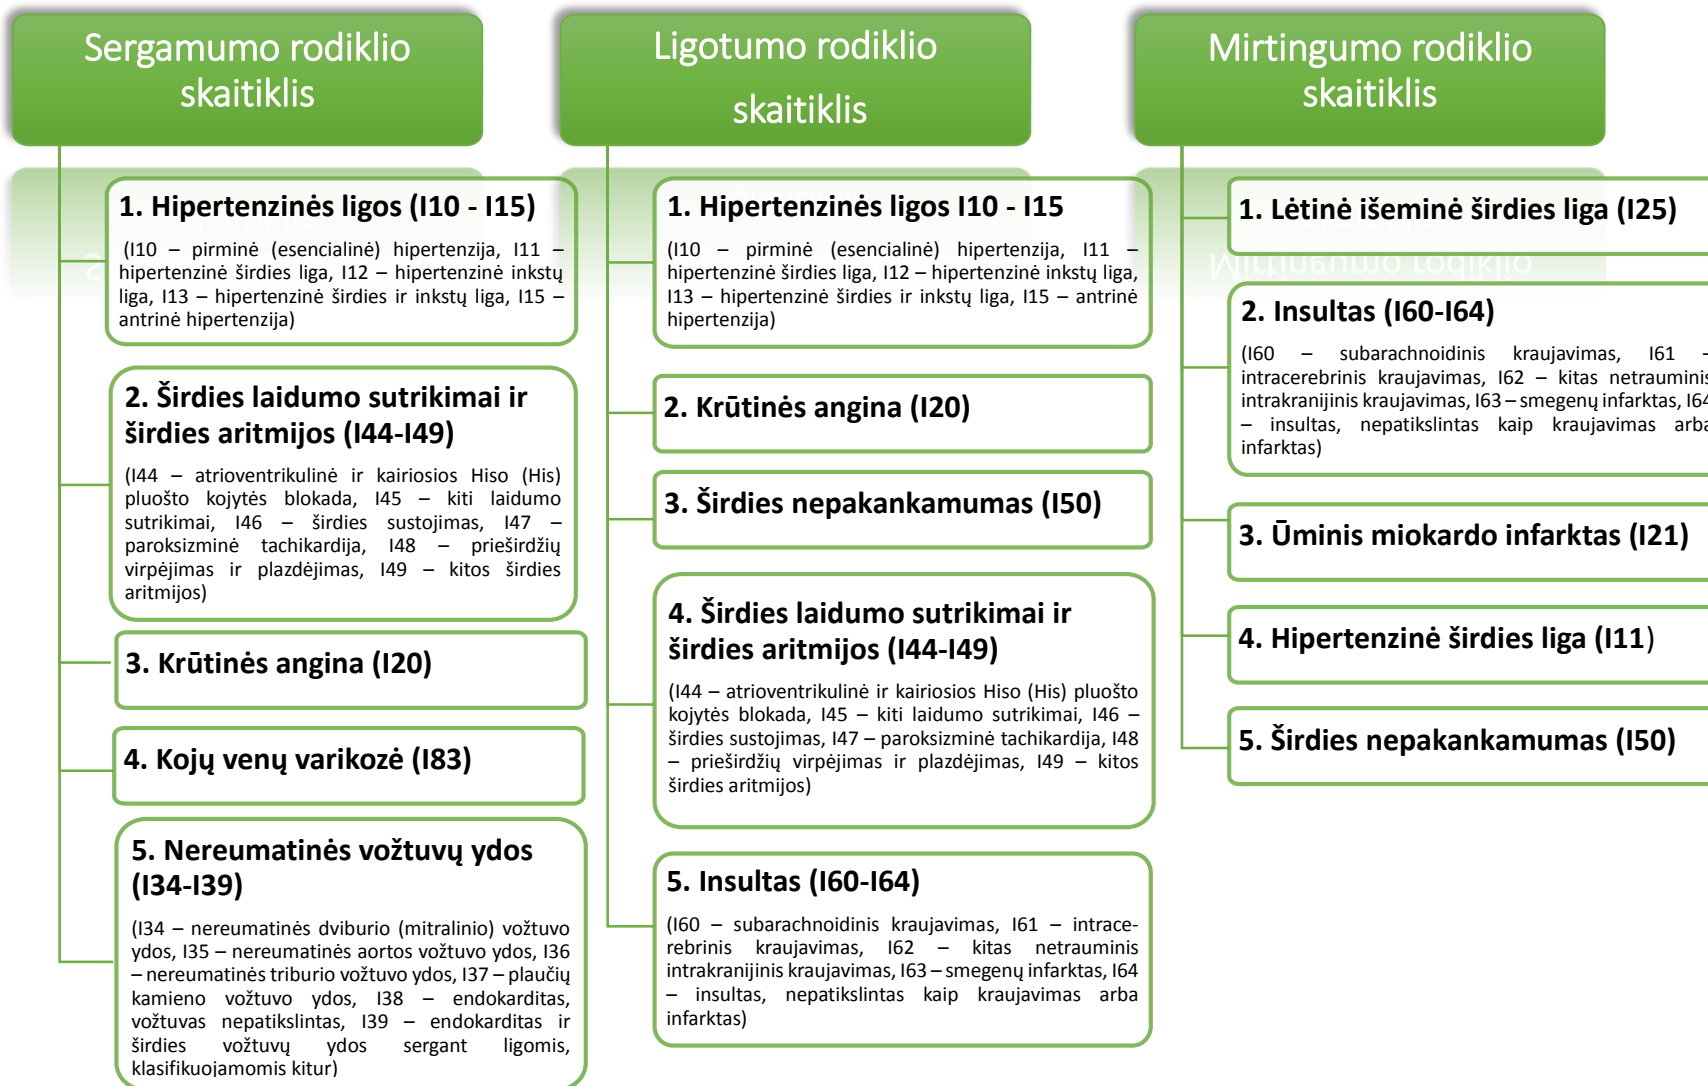 Sergamumo rodiklio
skaitiklis
1. Hipertenzinės ligos (I10 - I15)
(I10 – pirminė (esencialinė) hipertenzija, I11 –
hipertenzinė širdies liga, I12 – hipertenzinė inkstų
liga, I13 – hipertenzinė širdies ir inkstų liga, I15 –
antrinė hipertenzija)
2. Širdies laidumo sutrikimai ir
širdies aritmijos (I44-I49)
(I44 – atrioventrikulinė ir kairiosios Hiso (His)
pluošto kojytės blokada, I45 – kiti laidumo
sutrikimai, I46 – širdies sustojimas, I47 –
paroksizminė tachikardija, I48 – prieširdžių
virpėjimas ir plazdėjimas, I49 – kitos širdies
aritmijos)
3. Krūtinės angina (I20)
4. Kojų venų varikozė (I83)
5. Nereumatinės vožtuvų ydos
(I34-I39)
(I34 – nereumatinės dviburio (mitralinio) vožtuvo
ydos, I35 – nereumatinės aortos vožtuvo ydos, I36
– nereumatinės triburio vožtuvo ydos, I37 – plaučių
kamieno vožtuvo ydos, I38 – endokarditas,
vožtuvas nepatikslintas, I39 – endokarditas ir
širdies vožtuvų ydos sergant ligomis,
klasifikuojamomis kitur)
Ligotumo rodiklio
skaitiklis
1. Hipertenzinės ligos I10 - I15
(I10 – pirminė (esencialinė) hipertenzija, I11 –
hipertenzinė širdies liga, I12 – hipertenzinė inkstų liga,
I13 – hipertenzinė širdies ir inkstų liga, I15 – antrinė
hipertenzija)
2. Krūtinės angina (I20)
3. Širdies nepakankamumas (I50)
4. Širdies laidumo sutrikimai ir
širdies aritmijos (I44-I49)
(I44 – atrioventrikulinė ir kairiosios Hiso (His) pluošto
kojytės blokada, I45 – kiti laidumo sutrikimai, I46 –
širdies sustojimas, I47 – paroksizminė tachikardija, I48
– prieširdžių virpėjimas ir plazdėjimas, I49 – kitos
širdies aritmijos)
5. Insultas (I60-I64)
(I60 – subarachnoidinis kraujavimas, I61 – intrace-
rebrinis kraujavimas, I62 – kitas netrauminis
intrakranijinis kraujavimas, I63 – smegenų infarktas, I64
– insultas, nepatikslintas kaip kraujavimas arba
infarktas)
Mirtingumo rodiklio
skaitiklis
1. Lėtinė išeminė širdies liga (I25)
2. Insultas (I60-I64)
(I60 – subarachnoidinis kraujavimas, I61 –
intracerebrinis kraujavimas, I62 – kitas netrauminis
intrakranijinis kraujavimas, I63 – smegenų infarktas, I64
– insultas, nepatikslintas kaip kraujavimas arba
infarktas)
3. Ūminis miokardo infarktas (I21)
4. Hipertenzinė širdies liga (I11)
5. Širdies nepakankamumas (I50)